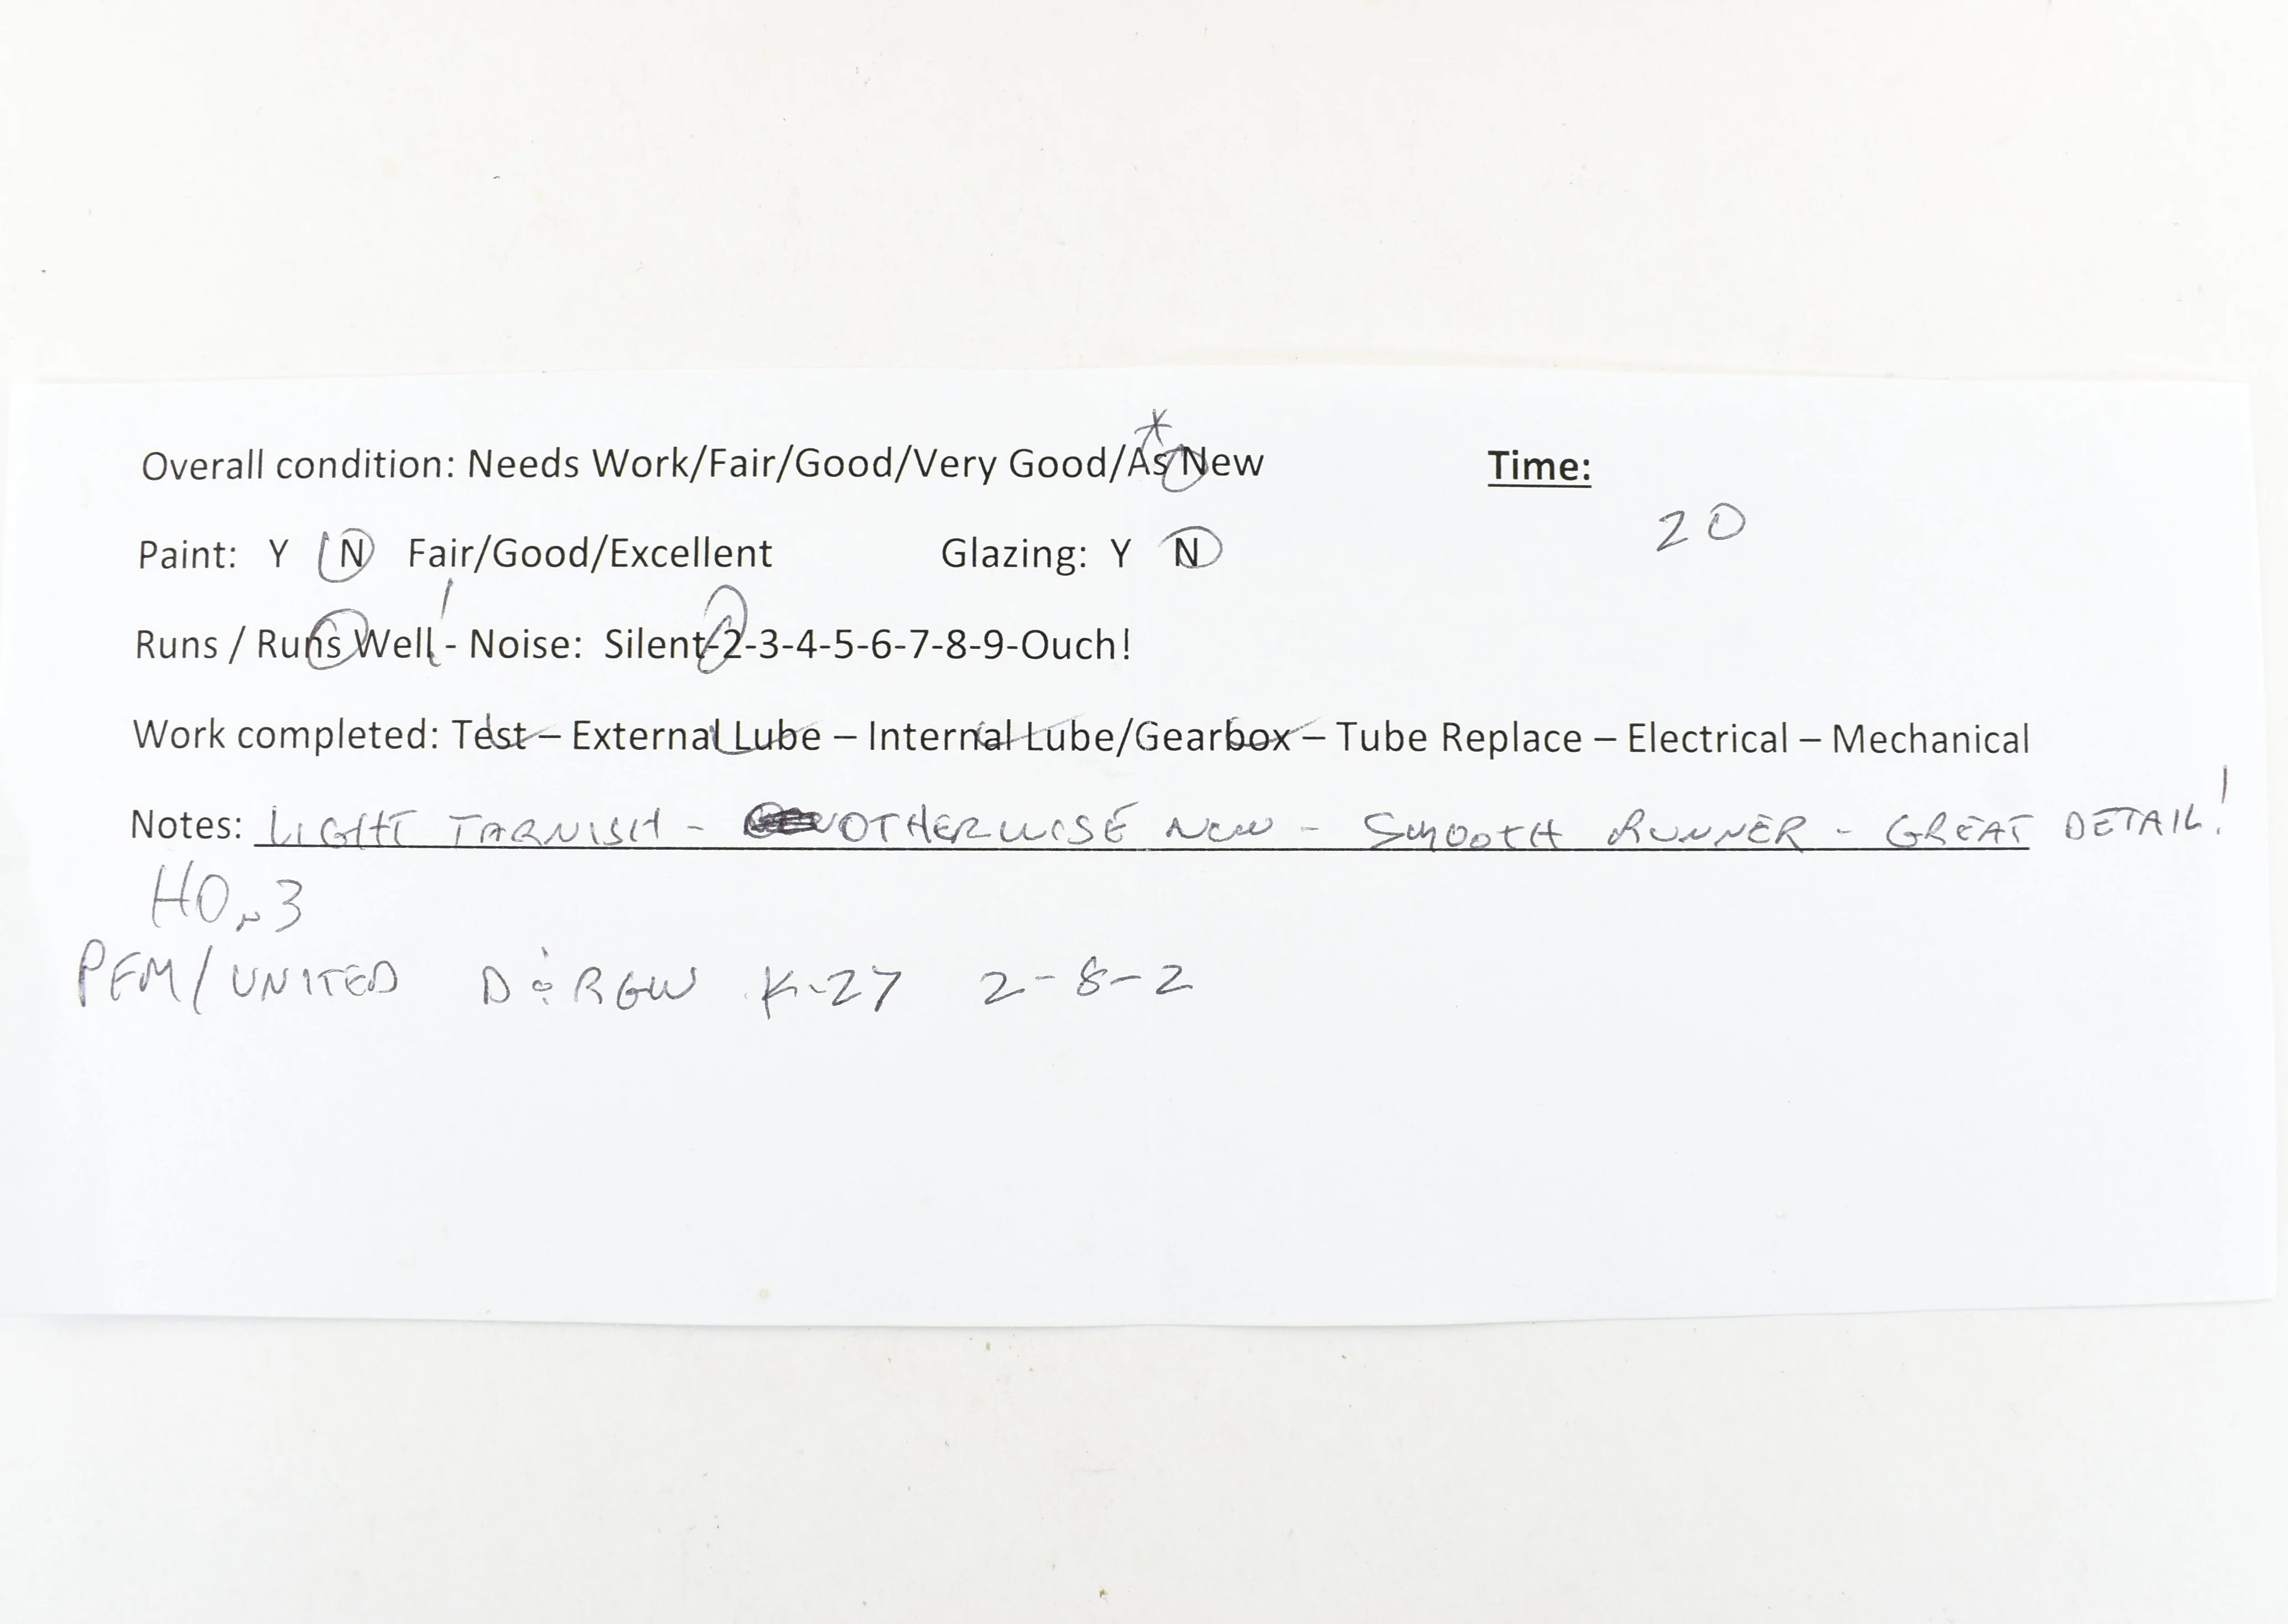 Overall condition: Needs Work/Fair/Good/Very Good/As New * Time:
20
Paint: Y N Fair/Good/Excellent Glazing: Y N
Runs / Runs Well! - Noise: Silent-2-3-4-5-6-7-8-9-Ouch!
Work completed: Test – External Lube – Internal Lube/Gearbox – Tube Replace – Electrical – Mechanical
Notes: LIGHT TARNISH - OTHERWISE NEW - SMOOTH RUNNER - GREAT DETAIL!
HOn3
PFM/UNITED D&RGW K-27 2-8-2